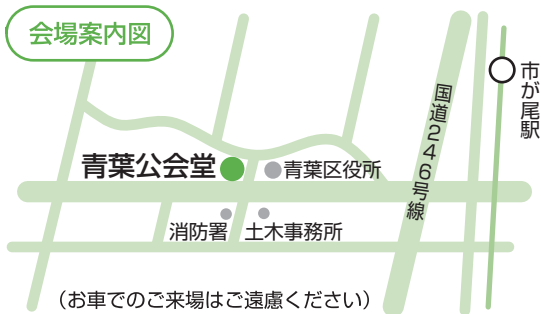 会場案内図
市が尾駅
国道246号線
青葉公会堂
青葉区役所
消防署
土木事務所
（お車でのご来場はご遠慮ください）